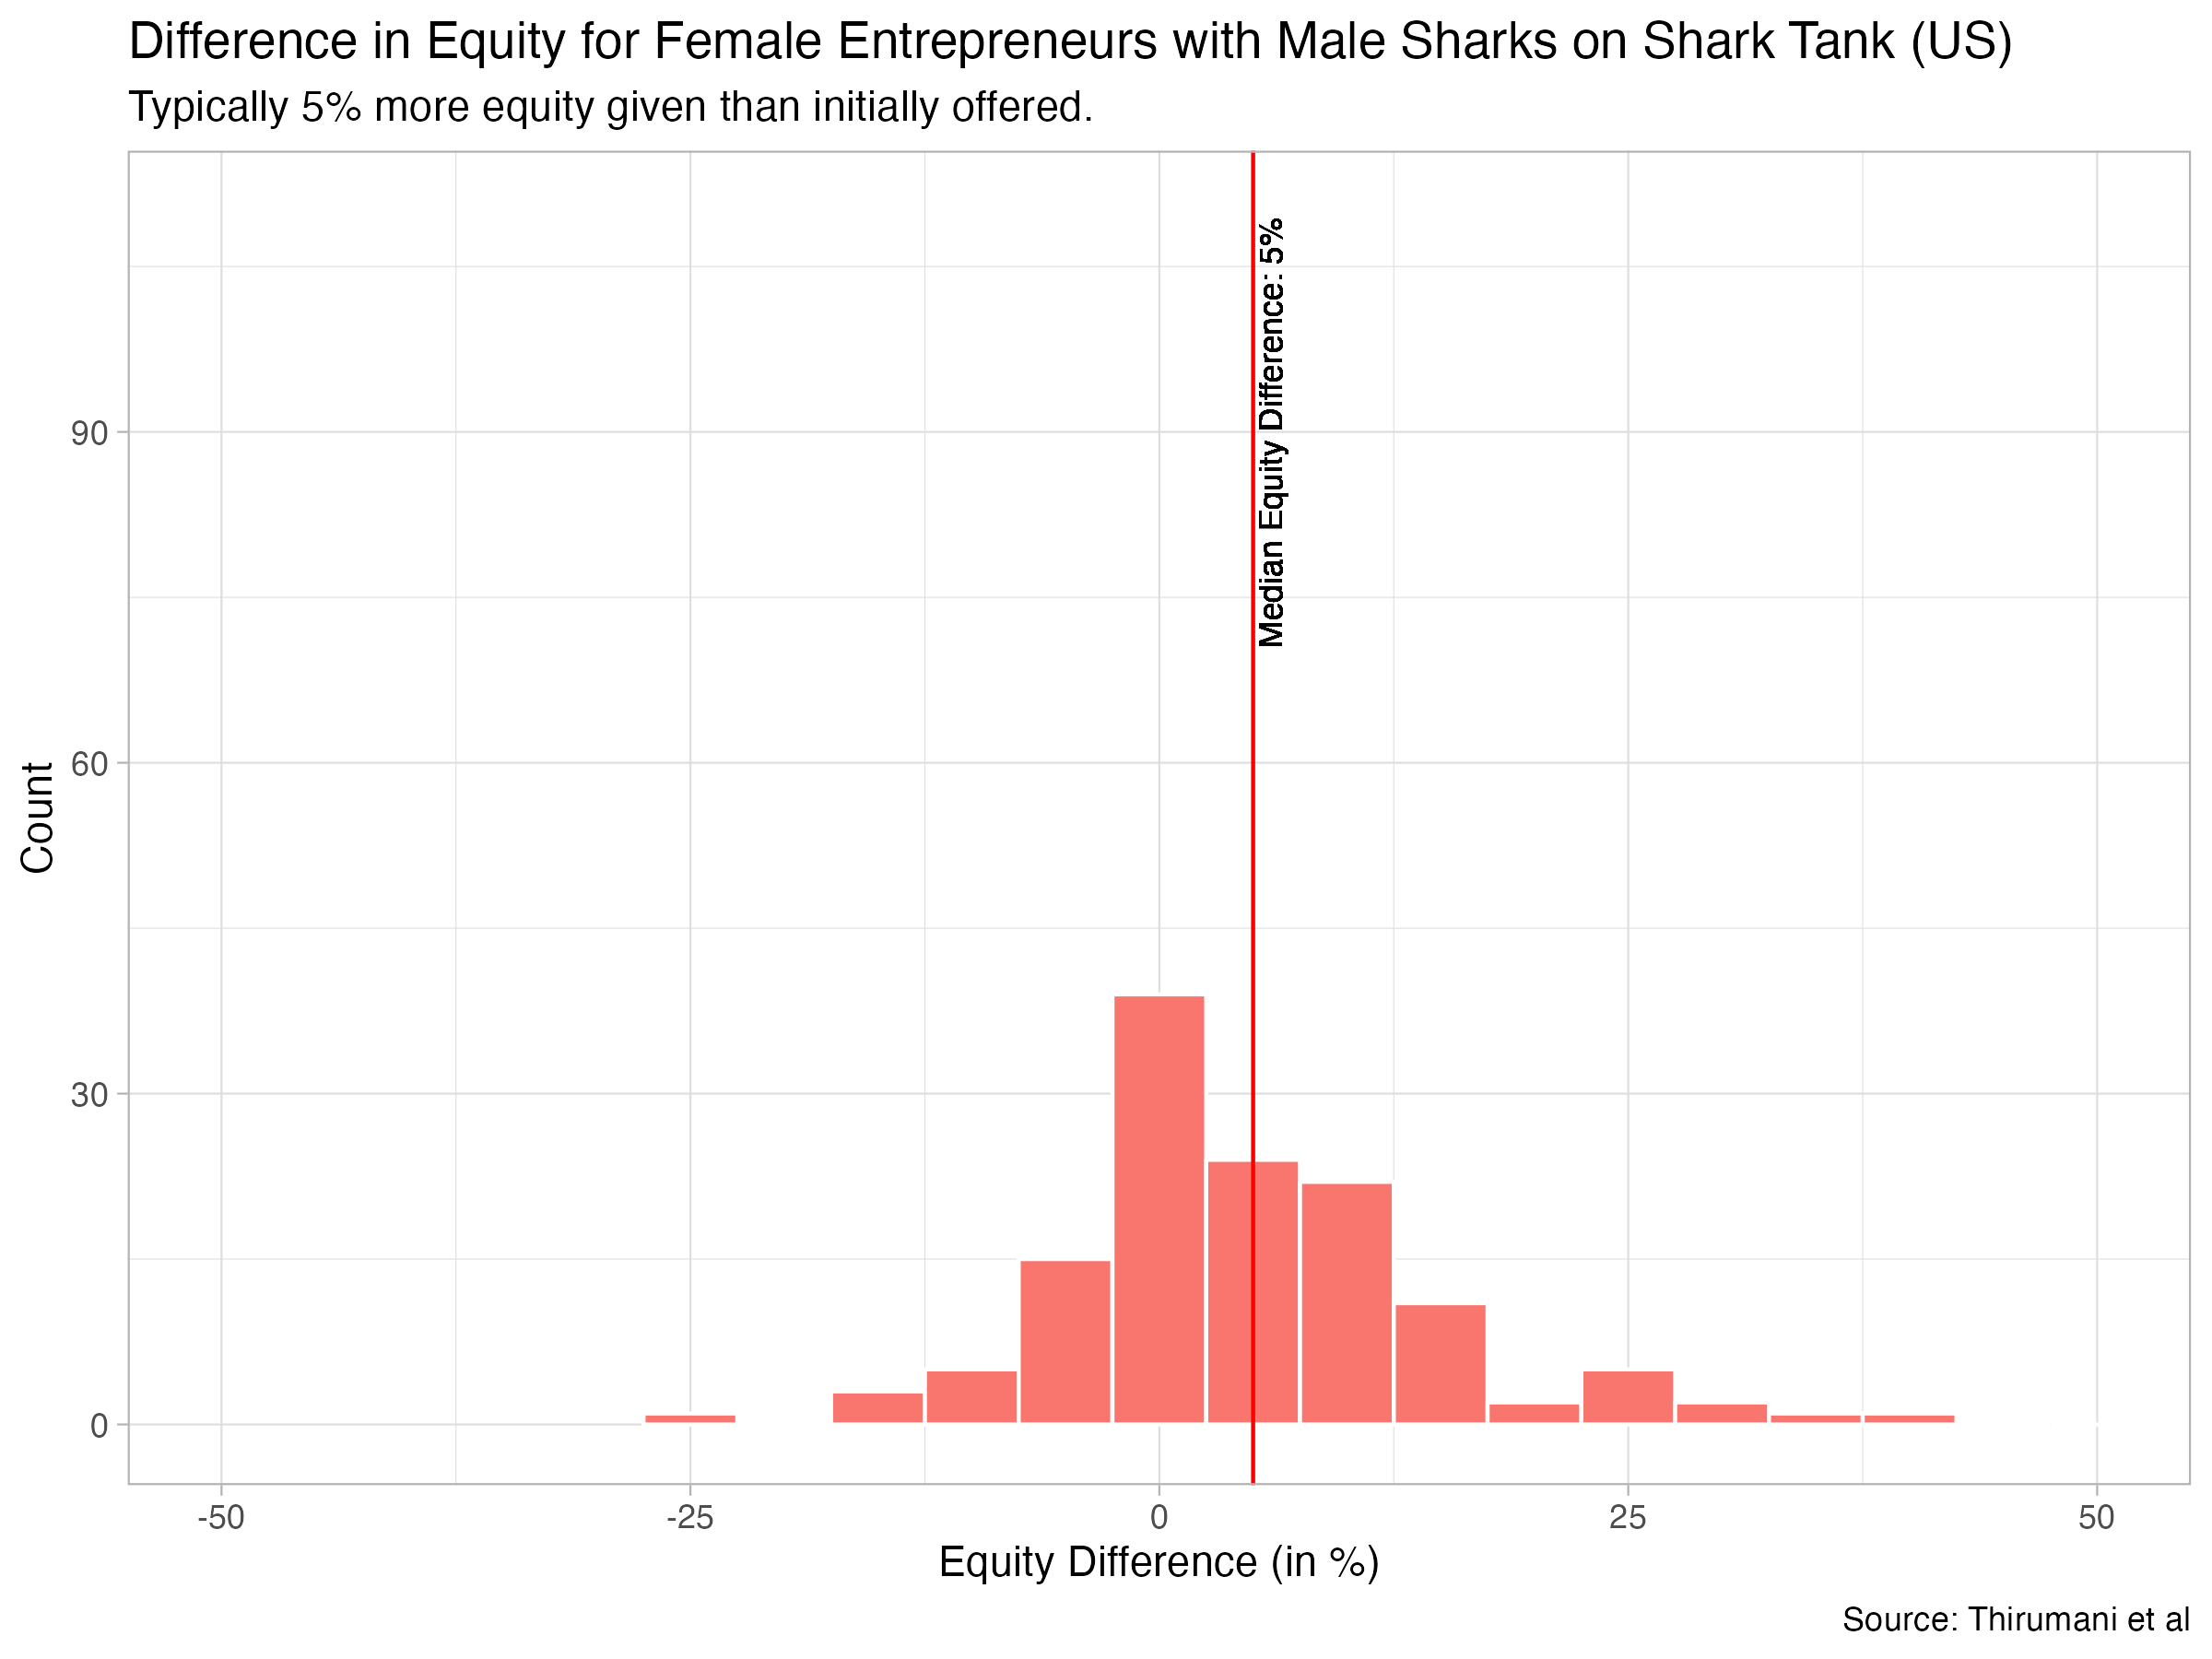 Difference in Equity for Female Entrepreneurs with Male Sharks on Shark Tank (US)
Typically 5% more equity given than initially offered.
Median Equity Difference: 5%
90
60
30
0
Count
-50
-25
0
25
50
Equity Difference (in %)
Source: Thirumani et al